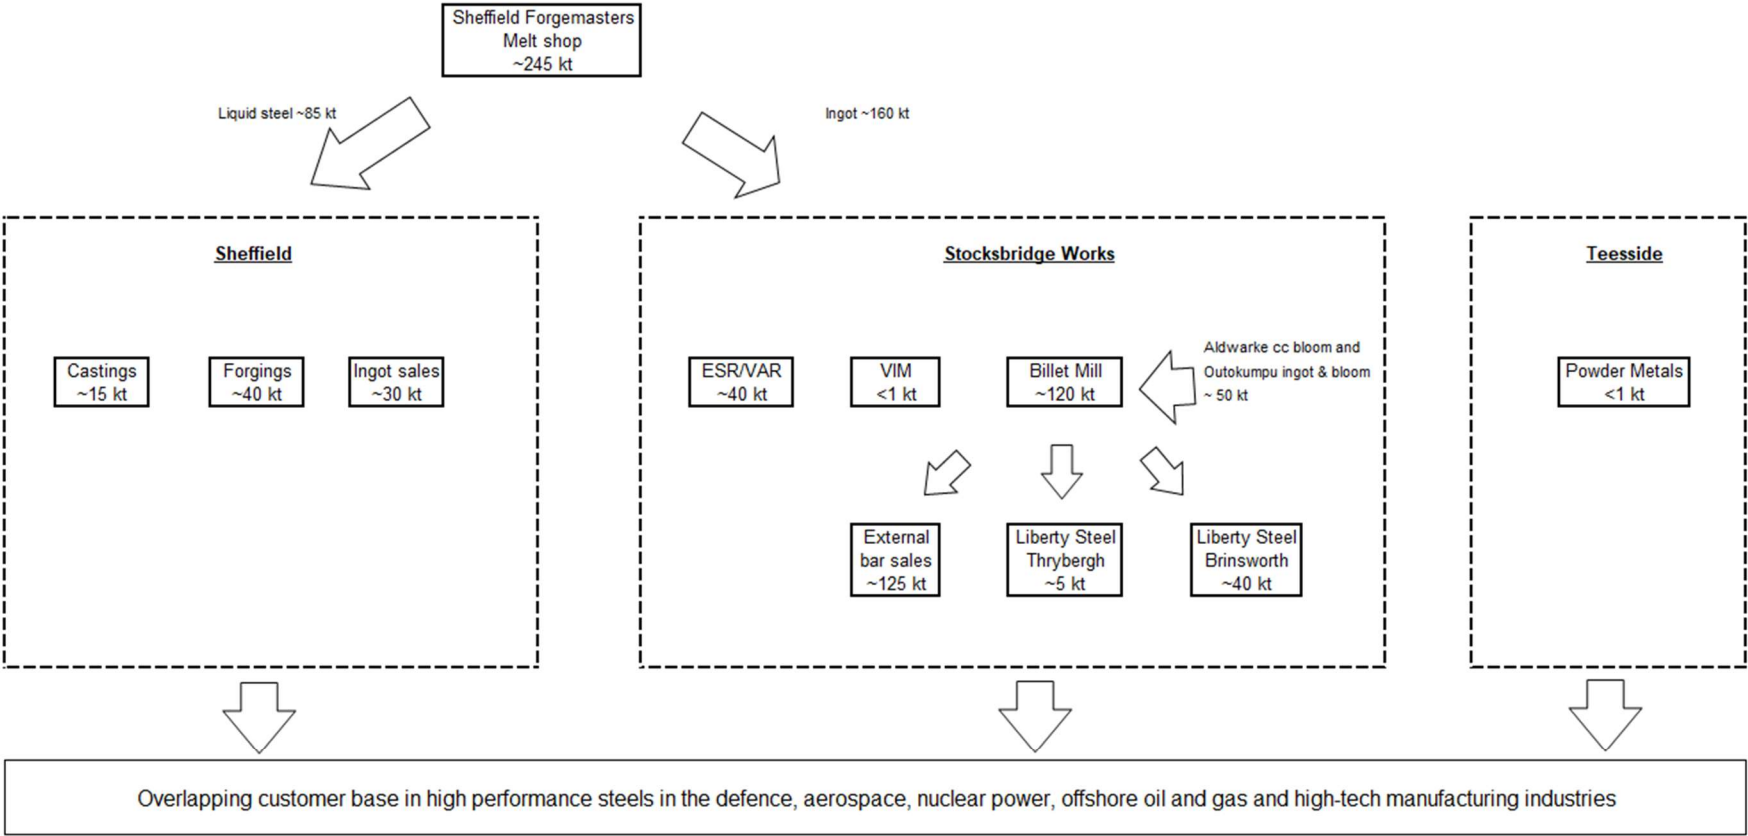 Sheffield Forgemasters
Melt shop
~245 kt
Liquid steel ~85 kt
Ingot ~160 kt
Sheffield
Castings
~15 kt
Forgings
~40 kt
Ingot sales
~30 kt
Stocksbridge Works
ESR/VAR
~40 kt
VIM
<1 kt
Billet Mill
~120 kt
Aldwarke cc bloom and
Outokumpu ingot & bloom
~ 50 kt
External
bar sales
~125 kt
Liberty Steel
Thrybergh
~5 kt
Liberty Steel
Brinsworth
~40 kt
Teesside
Powder Metals
<1 kt
Overlapping customer base in high performance steels in the defence, aerospace, nuclear power, offshore oil and gas and high-tech manufacturing industries